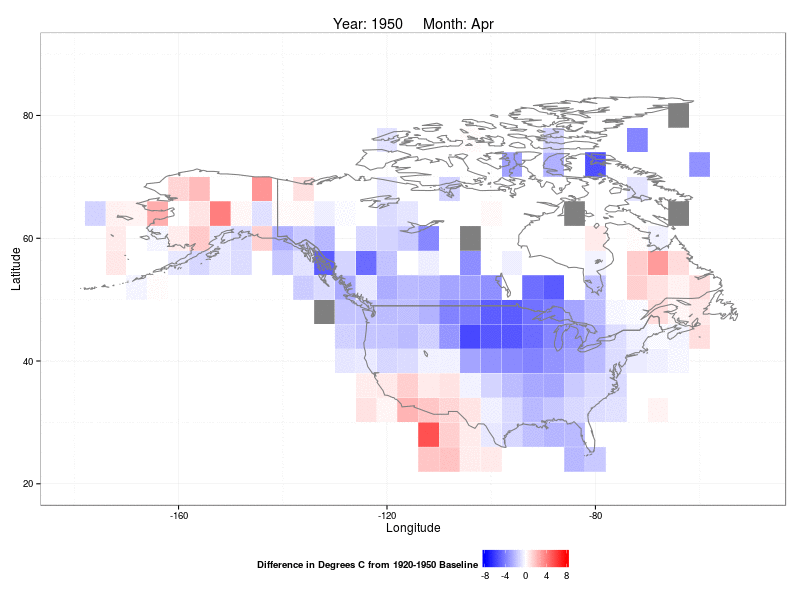 Year: 1950 Month: Apr
80
60
40
20
Latitude
-160 -120 -80
Longitude
Difference in Degrees C from 1920-1950 Baseline
-8 -4 0 4 8